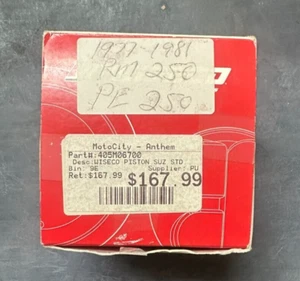 1977-1981
RM 250
PE 250
MotoCity - Anthem
Part#:405M06700
Desc:WISECO PISTON SUZ STD
Bin: 9E Supplier: PU
Ret:$167.99 $167.99